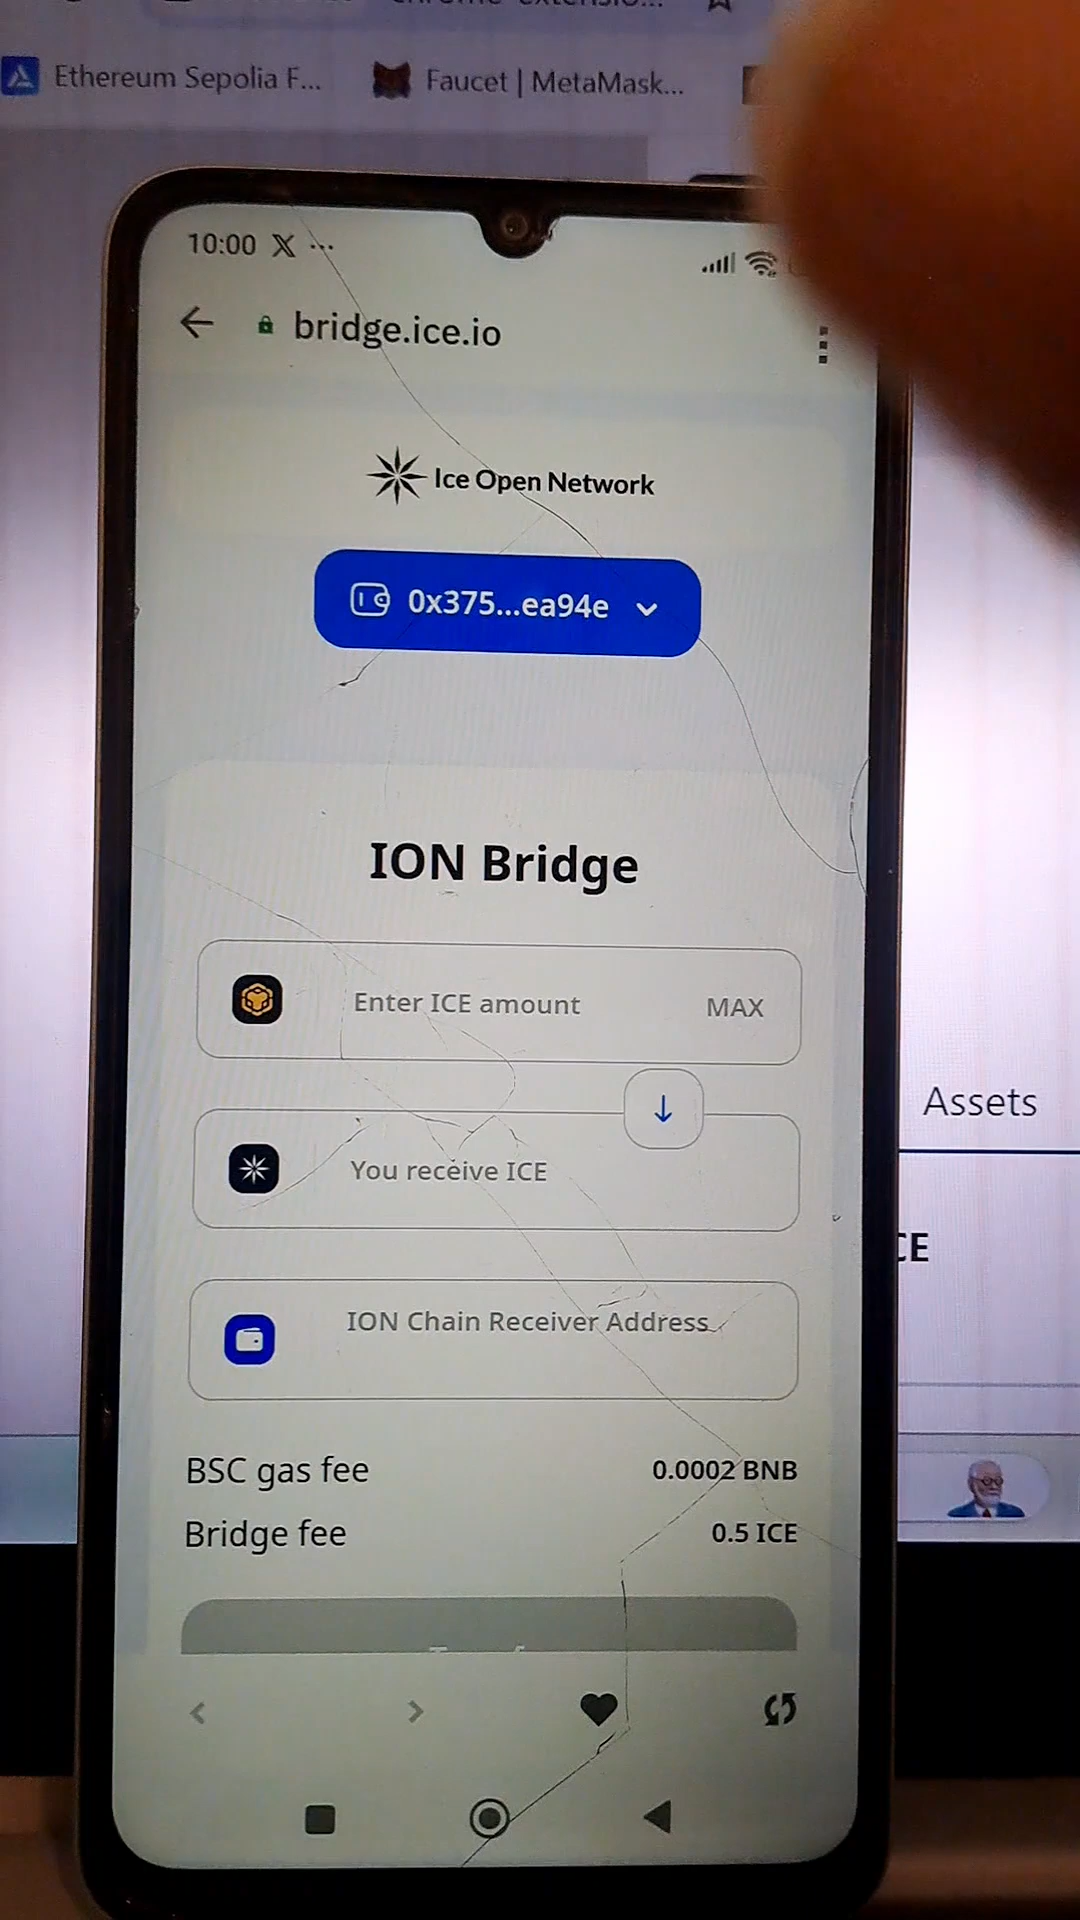 Ethereum Sepolia F...
Faucet | MetaMask...
10:00 X ...
bridge.ice.io
Ice Open Network
0x375...ea94e
ION Bridge
Enter ICE amount MAX
You receive ICE
ION Chain Receiver Address
BSC gas fee 0.0002 BNB
Bridge fee 0.5 ICE
Assets
CE